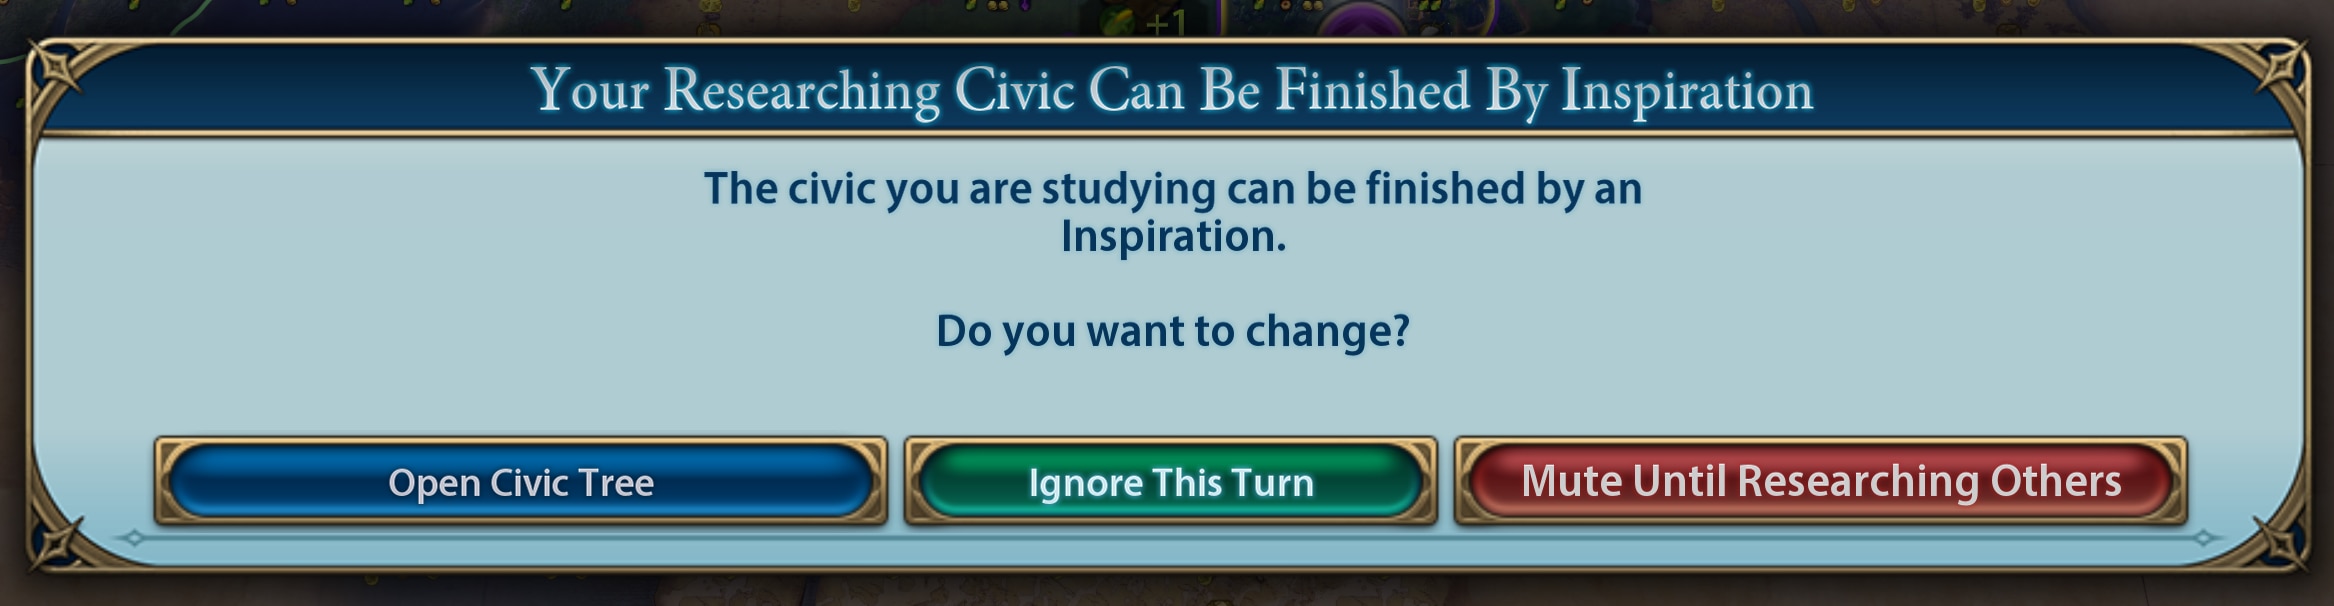 +1
Your Researching Civic Can Be Finished By Inspiration
The civic you are studying can be finished by an
Inspiration.
Do you want to change?
Open Civic Tree
Ignore This Turn
Mute Until Researching Others